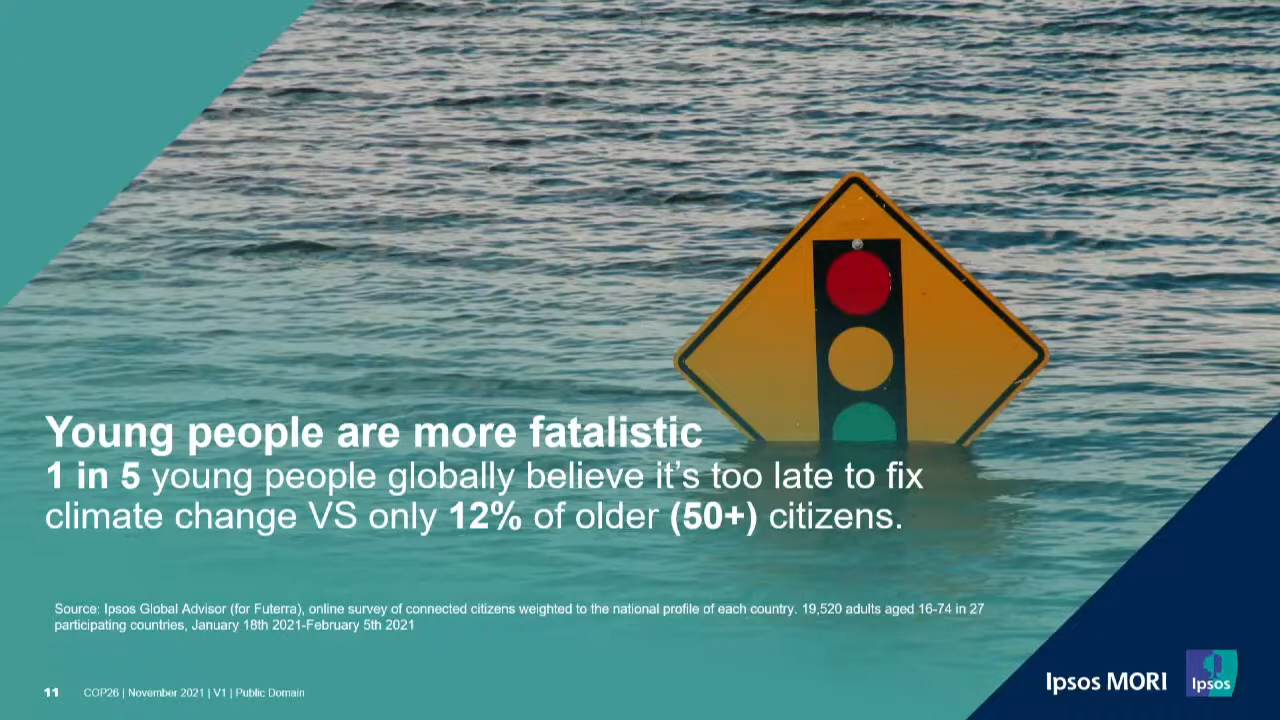 Young people are more fatalistic
1 in 5 young people globally believe it's too late to fix
climate change VS only 12% of older (50+) citizens.
Source: Ipsos Global Advisor (for Futerra), online survey of connected citizens weighted to the national profile of each country. 19,520 adults aged 16-74 in 27
participating countries, January 18th 2021-February 5th 2021
11 COP26 | November 2021 | V1 | Public Domain
Ipsos MORI Ipsos